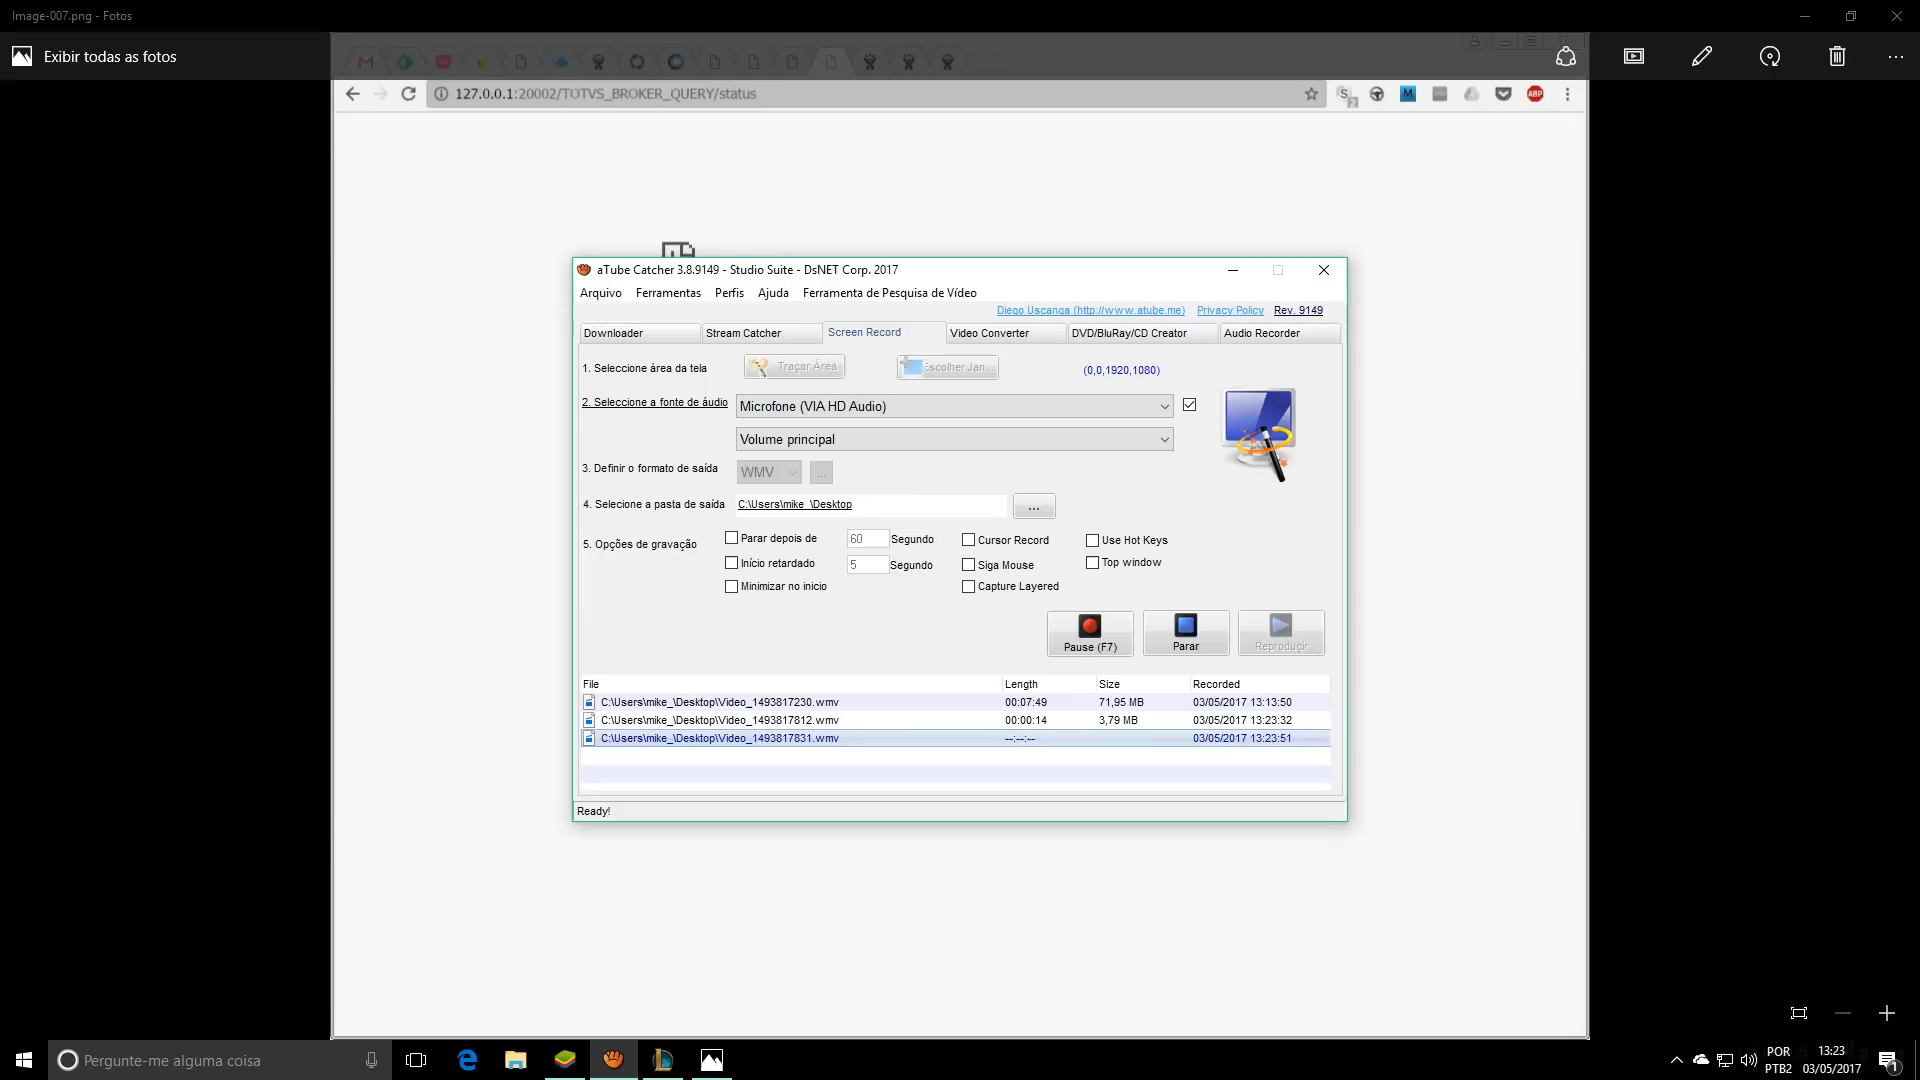 Image-007.png - Fotos
Exibir todas as fotos
127.0.0.1:20002/TOTVS_BROKER_QUERY/status
aTube Catcher 3.8.9149 - Studio Suite - DsNET Corp. 2017
Arquivo Ferramentas Perfis Ajuda Ferramenta de Pesquisa de Vídeo
Diego Uscanga (http://www.atube.me) Privacy Policy Rev. 9149
Downloader Stream Catcher Screen Record Video Converter DVD/BluRay/CD Creator Audio Recorder
1. Seleccione área da tela Traçar Área Escolher Jan... (0,0,1920,1080)
2. Seleccione a fonte de áudio Microfone (VIA HD Audio)
Volume principal
3. Definir o formato de saída WMV ...
4. Selecione a pasta de saída C:\Users\mike_\Desktop ...
5. Opções de gravação
Parar depois de 60 Segundo Cursor Record Use Hot Keys
Início retardado 5 Segundo Siga Mouse Top window
Minimizar no inicio Capture Layered
Pause (F7) Parar Reproduçir
File Length Size Recorded
C:\Users\mike_\Desktop\Video_1493817230.wmv 00:07:49 71,95 MB 03/05/2017 13:13:50
C:\Users\mike_\Desktop\Video_1493817812.wmv 00:00:14 3,79 MB 03/05/2017 13:23:32
C:\Users\mike_\Desktop\Video_1493817831.wmv --:--:-- 03/05/2017 13:23:51
Ready!
Pergunte-me alguma coisa
POR 13:23
PTB2 03/05/2017 1